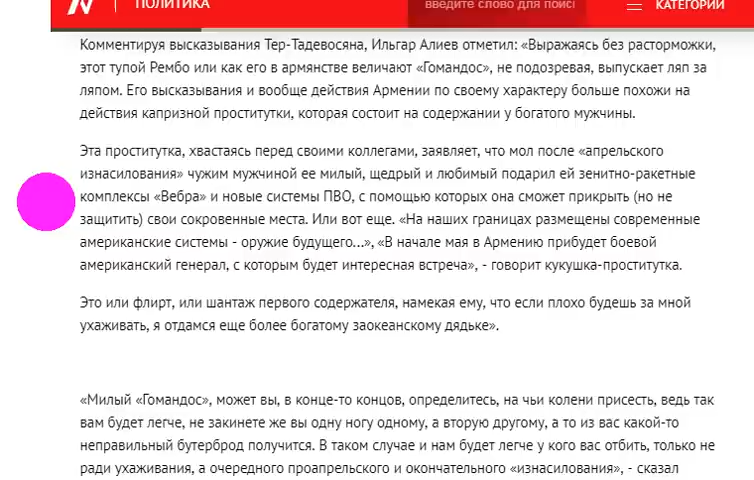 ПОЛИТИКА
введите слово для поиск
КАТЕГОРИИ
Комментируя высказывания Тер-Тадевосяна, Ильгар Алиев отметил: «Выражаясь без расторможки,
этот тупой Рембо или как его в армянстве величают «Гомандос», не подозревая, выпускает ляп за
ляпом. Его высказывания и вообще действия Армении по своему характеру больше похожи на
действия капризной проститутки, которая состоит на содержании у богатого мужчины.
Эта проститутка, хвастаясь перед своими коллегами, заявляет, что мол после «апрельского
изнасилования» чужим мужчиной ее милый, щедрый и любимый подарил ей зенитно-ракетные
комплексы «Вебра» и новые системы ПВО, с помощью которых она сможет прикрыть (но не
защитить) свои сокровенные места. Или вот еще. «На наших границах размещены современные
американские системы - оружие будущего...», «В начале мая в Армению прибудет боевой
американский генерал, с которым будет интересная встреча», - говорит кукушка-проститутка.
Это или флирт, или шантаж первого содержателя, намекая ему, что если плохо будешь за мной
ухаживать, я отдамся еще более богатому заокеанскому дядьке».
«Милый «Гомандос», может вы, в конце-то концов, определитесь, на чьи колени присесть, ведь так
вам будет легче, не закинете же вы одну ногу одному, а вторую другому, а то из вас какой-то
неправильный бутерброд получится. В таком случае и нам будет легче у кого вас отбить, только не
ради ухаживания, а очередного проапрельского и окончательного «изнасилования», - сказал